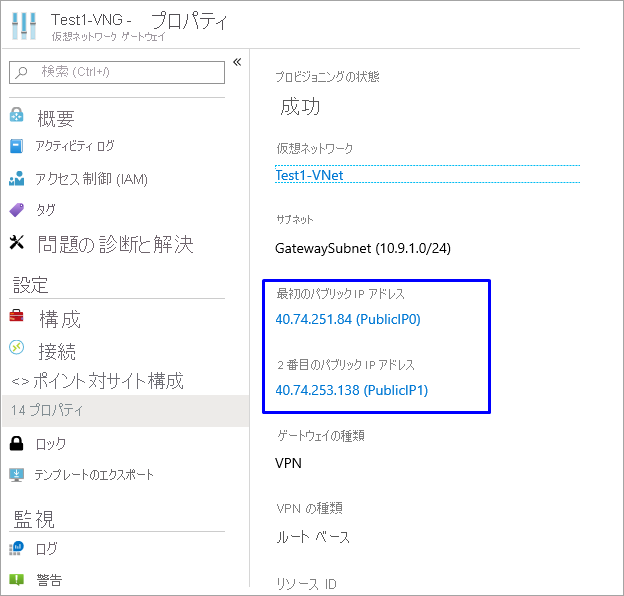 Test1-VNG - プロパティ
仮想ネットワーク ゲートウェイ
検索 (Ctrl+/)
«
概要
アクティビティ ログ
アクセス制御 (IAM)
タグ
問題の診断と解決
設定
構成
接続
<>ポイント対サイト構成
14 プロパティ
ロック
テンプレートのエクスポート
監視
ログ
警告
プロビジョニングの状態
成功
仮想ネットワーク
Test1-VNet
サブネット
GatewaySubnet (10.9.1.0/24)
最初のパブリック IP アドレス
40.74.251.84 (PublicIP0)
2 番目のパブリック IP アドレス
40.74.253.138 (PublicIP1)
ゲートウェイの種類
VPN
VPN の種類
ルート ベース
リソース ID